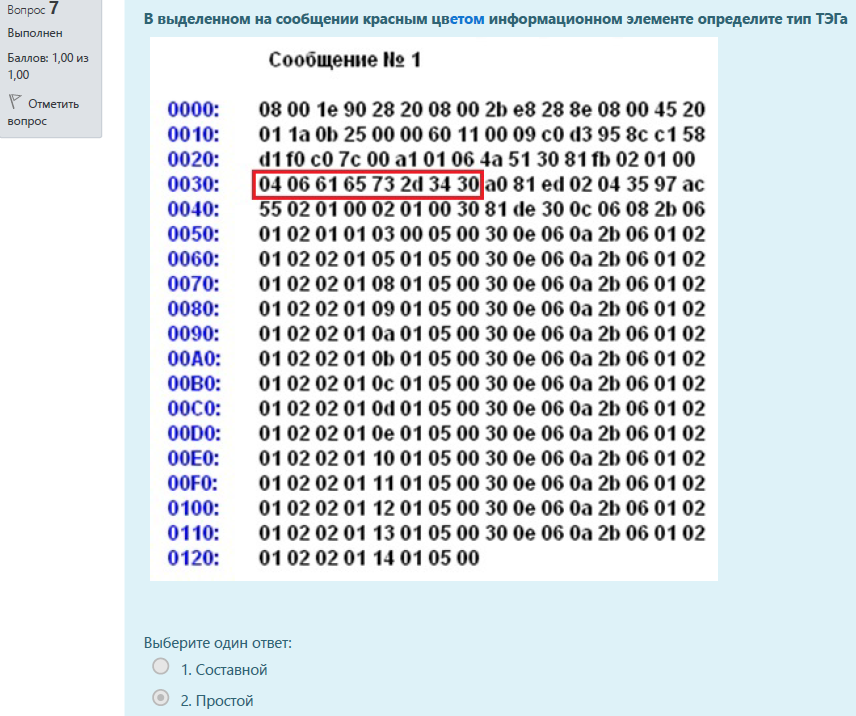 Вопрос 7
Выполнен
Баллов: 1,00 из
1,00
Отметить
вопрос
В выделенном на сообщении красным цветом информационном элементе определите тип ТЭГа
Сообщение № 1
0000: 08 00 1e 90 28 20 08 00 2b e8 28 8e 08 00 45 20
0010: 01 1a 0b 25 00 00 60 11 00 09 c0 d3 95 8c c1 58
0020: d1 f0 c0 7c 00 a1 01 06 4a 51 30 81 fb 02 01 00
0030: 04 06 61 65 73 2d 34 30 a0 81 ed 02 04 35 97 ac
0040: 55 02 01 00 02 01 00 30 81 de 30 0c 06 08 2b 06
0050: 01 02 01 01 03 00 05 00 30 0e 06 0a 2b 06 01 02
0060: 01 02 02 01 05 01 05 00 30 0e 06 0a 2b 06 01 02
0070: 01 02 02 01 08 01 05 00 30 0e 06 0a 2b 06 01 02
0080: 01 02 02 01 09 01 05 00 30 0e 06 0a 2b 06 01 02
0090: 01 02 02 01 0a 01 05 00 30 0e 06 0a 2b 06 01 02
00A0: 01 02 02 01 0b 01 05 00 30 0e 06 0a 2b 06 01 02
00B0: 01 02 02 01 0c 01 05 00 30 0e 06 0a 2b 06 01 02
00C0: 01 02 02 01 0d 01 05 00 30 0e 06 0a 2b 06 01 02
00D0: 01 02 02 01 0e 01 05 00 30 0e 06 0a 2b 06 01 02
00E0: 01 02 02 01 10 01 05 00 30 0e 06 0a 2b 06 01 02
00F0: 01 02 02 01 11 01 05 00 30 0e 06 0a 2b 06 01 02
0100: 01 02 02 01 12 01 05 00 30 0e 06 0a 2b 06 01 02
0110: 01 02 02 01 13 01 05 00 30 0e 06 0a 2b 06 01 02
0120: 01 02 02 01 14 01 05 00
Выберите один ответ:
1. Составной
2. Простой